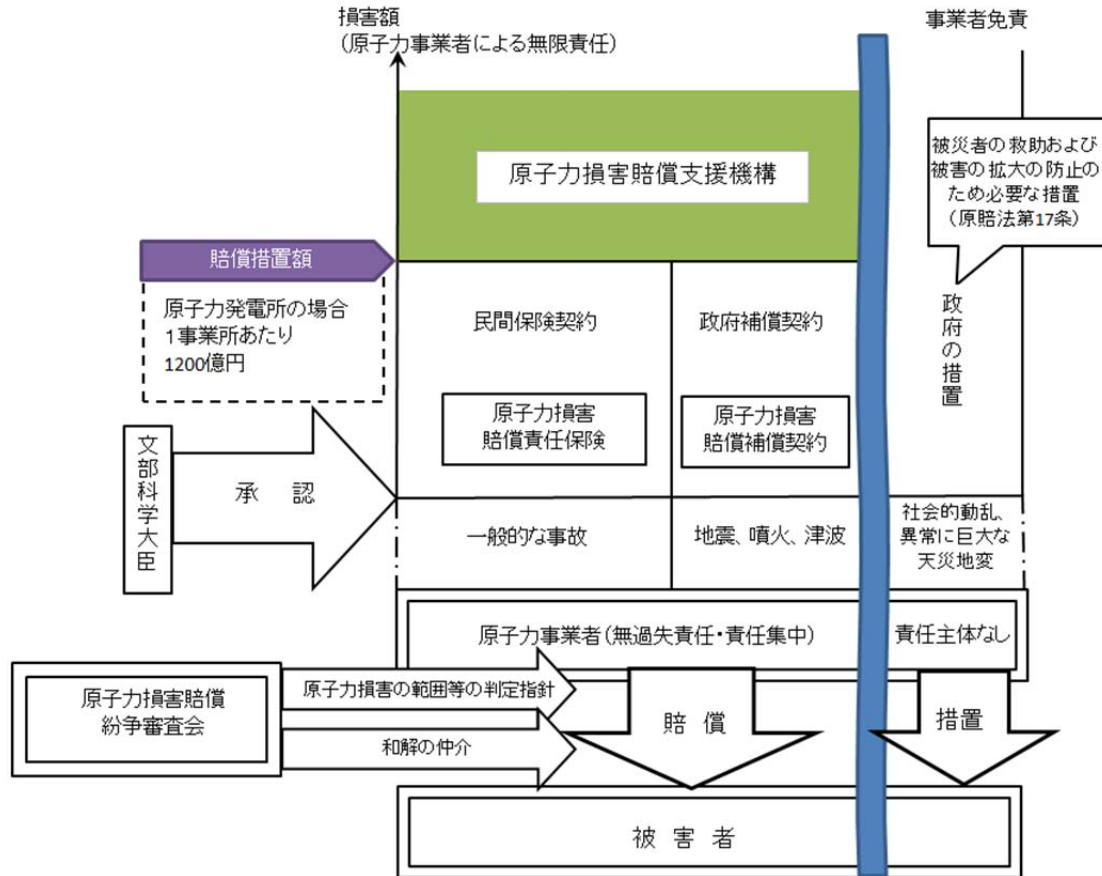 損害額
(原子力事業者による無限責任)
事業者免責
原子力損害賠償支援機構
被災者の救助および
被害の拡大の防止の
ため必要な措置
(原賠法第17条)
賠償措置額
原子力発電所の場合
1事業所あたり
1200億円
民間保険契約
政府補償契約
政府の措置
原子力損害
賠償責任保険
原子力損害
賠償補償契約
文部科学大臣
承 認
一般的な事故
地震、噴火、津波
社会的動乱、
異常に巨大な
天災地変
原子力事業者(無過失責任・責任集中)
責任主体なし
原子力損害賠償
紛争審査会
原子力損害の範囲等の判定指針
和解の仲介
賠 償
措置
被 害 者